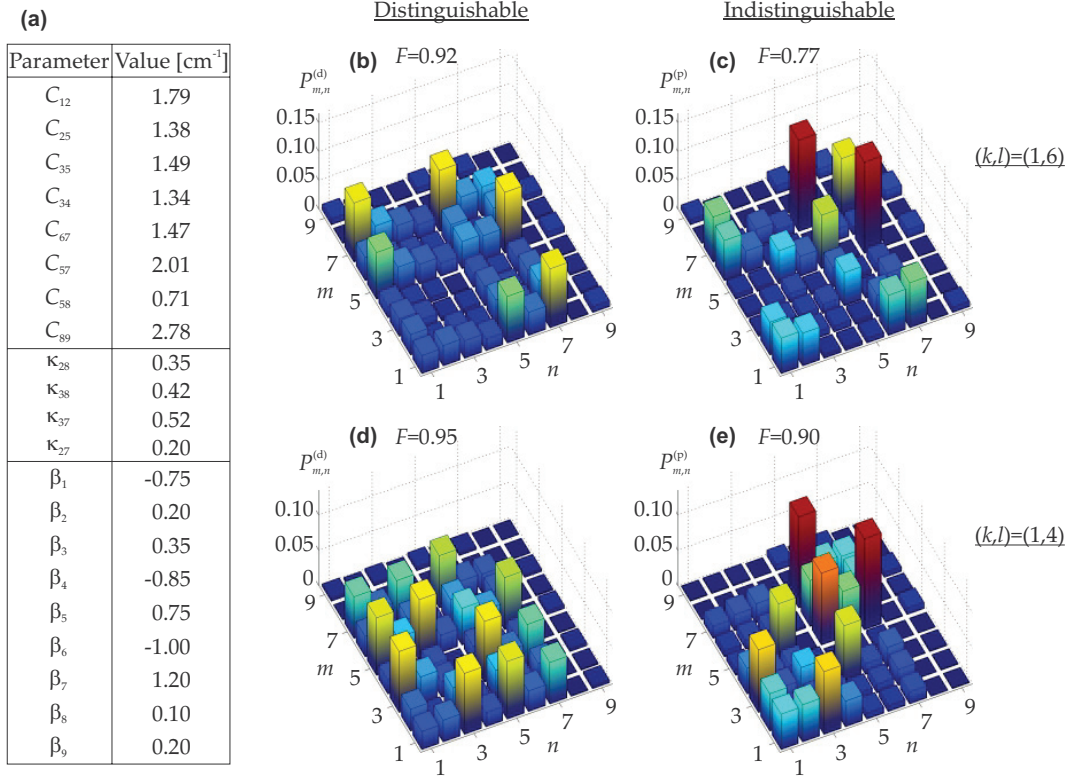 (a)
Parameter Value [cm⁻¹]
C₁₂ 1.79
C₂₅ 1.38
C₃₅ 1.49
C₃₄ 1.34
C₆₇ 1.47
C₅₇ 2.01
C₅₈ 0.71
C₈₉ 2.78
κ₂₈ 0.35
κ₃₈ 0.42
κ₃₇ 0.52
κ₂₇ 0.20
β₁ -0.75
β₂ 0.20
β₃ 0.35
β₄ -0.85
β₅ 0.75
β₆ -1.00
β₇ 1.20
β₈ 0.10
β₉ 0.20
Distinguishable
Indistinguishable
(b) F=0.92
P (d) m,n
0.15
0.10
0.05
0
9
7
5
3
1
m
1
3
5
7
9
n
(c) F=0.77
P (p) m,n
0.15
0.10
0.05
0
9
7
5
3
1
m
1
3
5
7
9
n
(k,l)=(1,6)
(d) F=0.95
P (d) m,n
0.10
0.05
0
9
7
5
3
1
m
1
3
5
7
9
n
(e) F=0.90
P (p) m,n
0.10
0.05
0
9
7
5
3
1
m
1
3
5
7
9
n
(k,l)=(1,4)